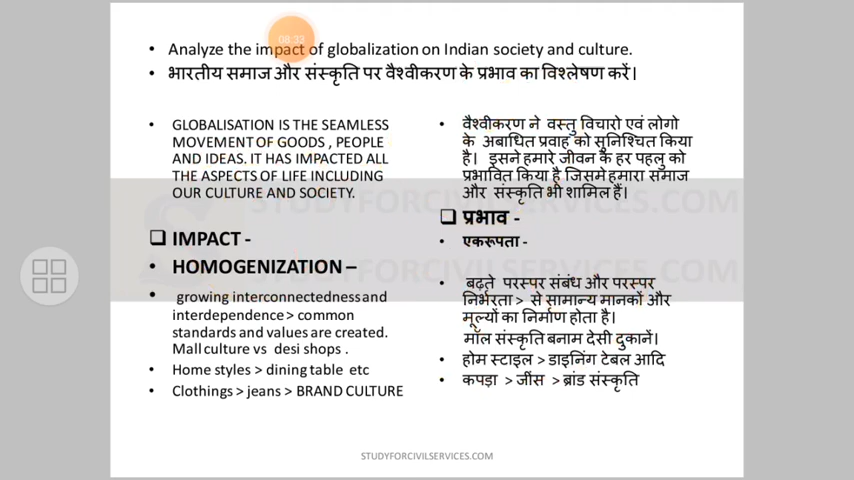 08:33
• Analyze the impact of globalization on Indian society and culture.
• भारतीय समाज और संस्कृति पर वैश्वीकरण के प्रभाव का विश्लेषण करें।
• GLOBALISATION IS THE SEAMLESS
MOVEMENT OF GOODS , PEOPLE
AND IDEAS. IT HAS IMPACTED ALL
THE ASPECTS OF LIFE INCLUDING
OUR CULTURE AND SOCIETY.
❑ IMPACT -
• HOMOGENIZATION –
• growing interconnectedness and
interdependence > common
standards and values are created.
Mall culture vs desi shops .
• Home styles > dining table etc
• Clothings > jeans > BRAND CULTURE
• वैश्वीकरण ने वस्तु विचारो एवं लोगो
के अबाधित प्रवाह को सुनिश्चित किया
है। इसने हमारे जीवन के हर पहलु को
प्रभावित किया है जिसमे हमारा समाज
और संस्कृति भी शामिल हैं।
❑ प्रभाव -
• एकरूपता -
• बढ़ते परस्पर संबंध और परस्पर
निर्भरता > से सामान्य मानकों और
मूल्यों का निर्माण होता है।
मॉल संस्कृति बनाम देसी दुकानें।
• होम स्टाइल > डाइनिंग टेबल आदि
• कपड़ा > जींस > ब्रांड संस्कृति
STUDYFORCIVILSERVICES.COM
STUDYFORCIVILSERVICES.COM
STUDYFORCIVILSERVICES.COM